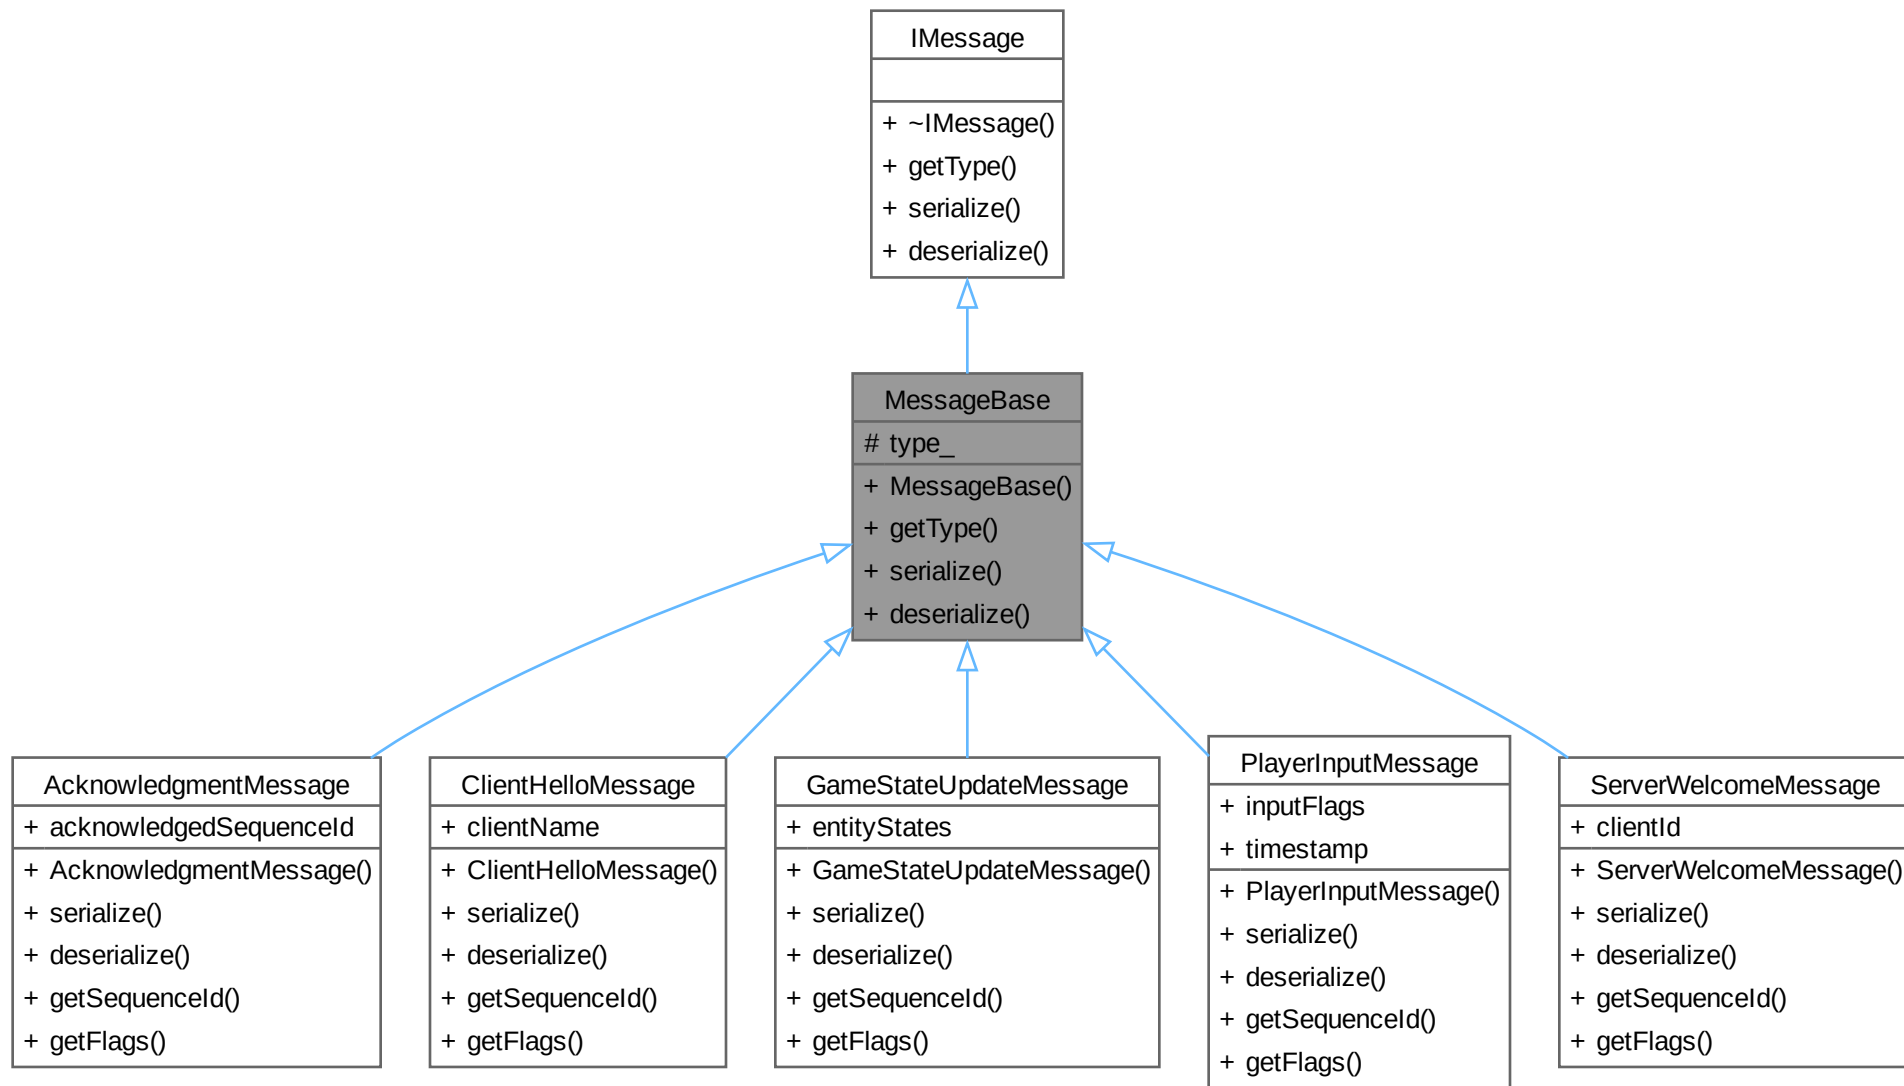 IMessage
+ ~IMessage()
+ getType()
+ serialize()
+ deserialize()
MessageBase
# type_
+ MessageBase()
+ getType()
+ serialize()
+ deserialize()
AcknowledgmentMessage
+ acknowledgedSequenceId
+ AcknowledgmentMessage()
+ serialize()
+ deserialize()
+ getSequenceId()
+ getFlags()
ClientHelloMessage
+ clientName
+ ClientHelloMessage()
+ serialize()
+ deserialize()
+ getSequenceId()
+ getFlags()
GameStateUpdateMessage
+ entityStates
+ GameStateUpdateMessage()
+ serialize()
+ deserialize()
+ getSequenceId()
+ getFlags()
PlayerInputMessage
+ inputFlags
+ timestamp
+ PlayerInputMessage()
+ serialize()
+ deserialize()
+ getSequenceId()
+ getFlags()
ServerWelcomeMessage
+ clientId
+ ServerWelcomeMessage()
+ serialize()
+ deserialize()
+ getSequenceId()
+ getFlags()